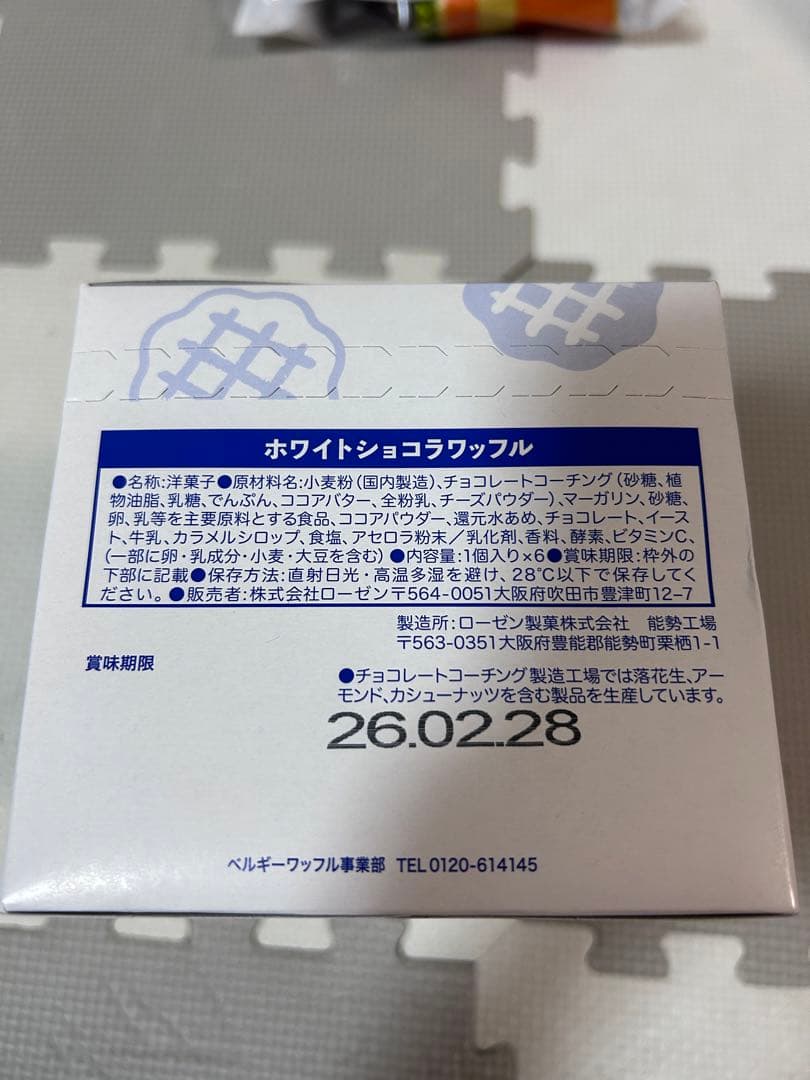 ホワイトショコラワッフル
●名称:洋菓子●原材料名:小麦粉(国内製造)、チョコレートコーチング(砂糖、植
物油脂、乳糖、でんぷん、ココアバター、全粉乳、チーズパウダー)、マーガリン、砂糖、
卵、乳等を主要原料とする食品、ココアパウダー、還元水あめ、チョコレート、イース
ト、牛乳、カラメルシロップ、食塩、アセロラ粉末/乳化剤、香料、酵素、ビタミンC、
(一部に卵・乳成分・小麦・大豆を含む)●内容量:1個入り×6●賞味期限:枠外の
下部に記載●保存方法:直射日光・高温多湿を避け、28℃以下で保存してく
ださい。●販売者:株式会社ローゼン〒564-0051大阪府吹田市豊津町12-7
製造所:ローゼン製菓株式会社 能勢工場
〒563-0351大阪府豊能郡能勢町栗栖1-1
賞味期限
●チョコレートコーチング製造工場では落花生、アー
モンド、カシューナッツを含む製品を生産しています。
26.02.28
ベルギーワッフル事業部 TEL 0120-614145